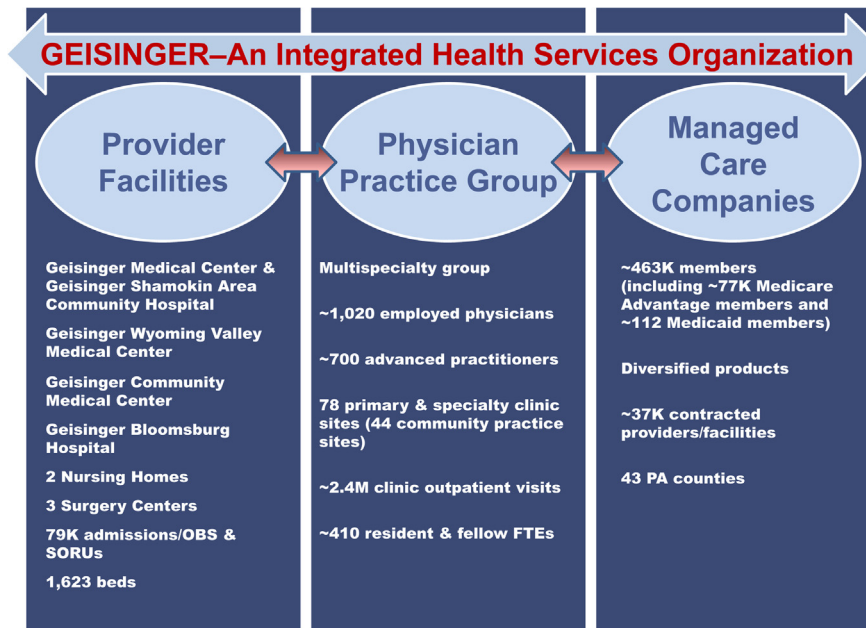 GEISINGER–An Integrated Health Services Organization
Provider
Facilities
Geisinger Medical Center &
Geisinger Shamokin Area
Community Hospital
Geisinger Wyoming Valley
Medical Center
Geisinger Community
Medical Center
Geisinger Bloomsburg
Hospital
2 Nursing Homes
3 Surgery Centers
79K admissions/OBS &
SORUs
1,623 beds
Physician
Practice Group
Multispecialty group
~1,020 employed physicians
~700 advanced practitioners
78 primary & specialty clinic
sites (44 community practice
sites)
~2.4M clinic outpatient visits
~410 resident & fellow FTEs
Managed
Care
Companies
~463K members
(including ~77K Medicare
Advantage members and
~112 Medicaid members)
Diversified products
~37K contracted
providers/facilities
43 PA counties